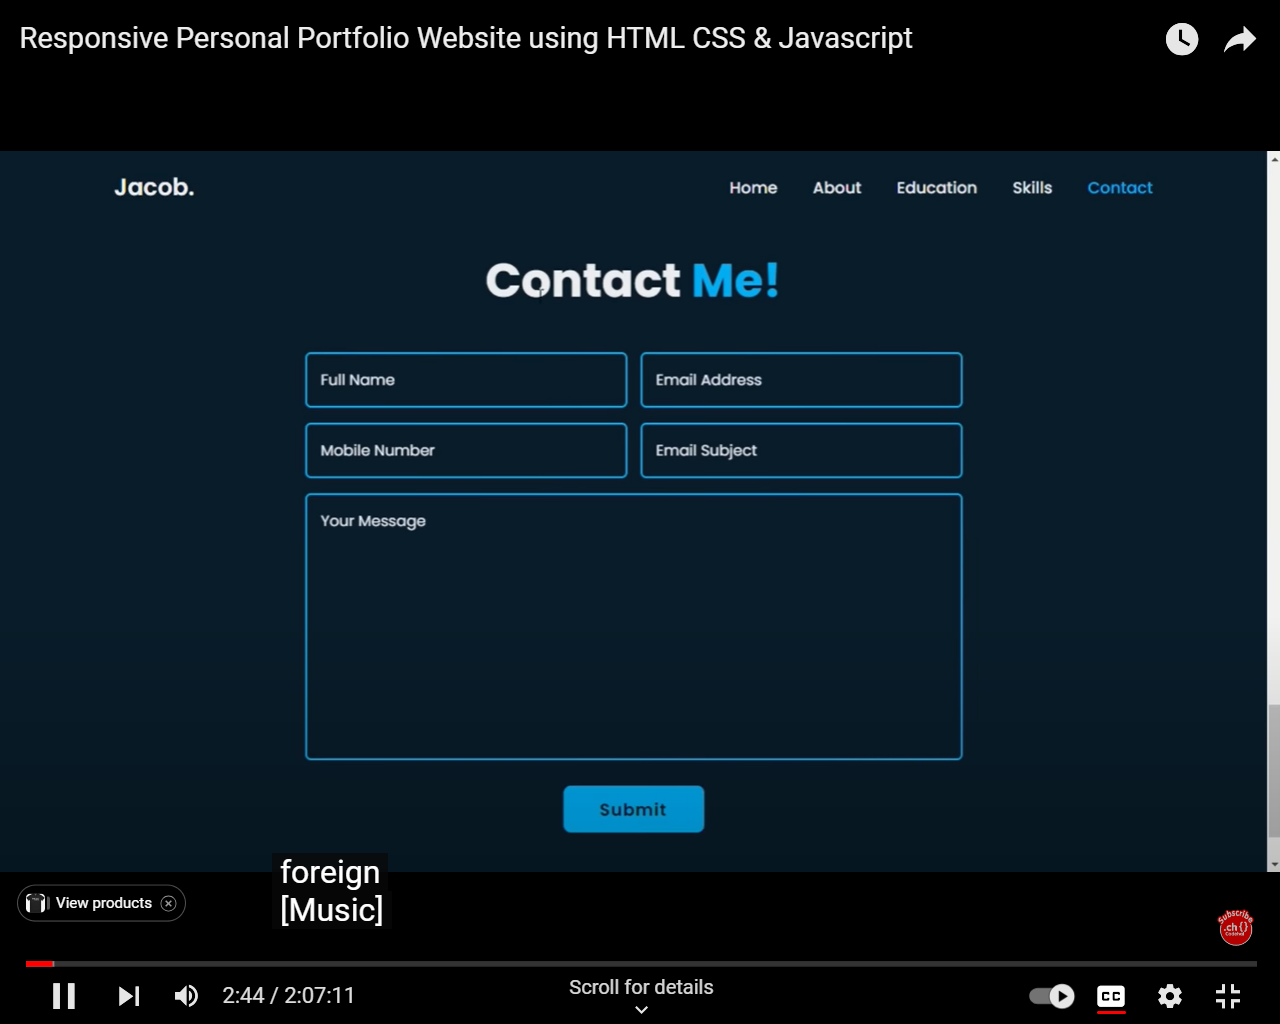 Responsive Personal Portfolio Website using HTML CSS & Javascript
Jacob.
Home About Education Skills Contact
Contact Me!
Full Name
Email Address
Mobile Number
Email Subject
Your Message
Submit
foreign
[Music]
View products
Subscribe
.ch{}
Codehal
2:44 / 2:07:11
Scroll for details
CC